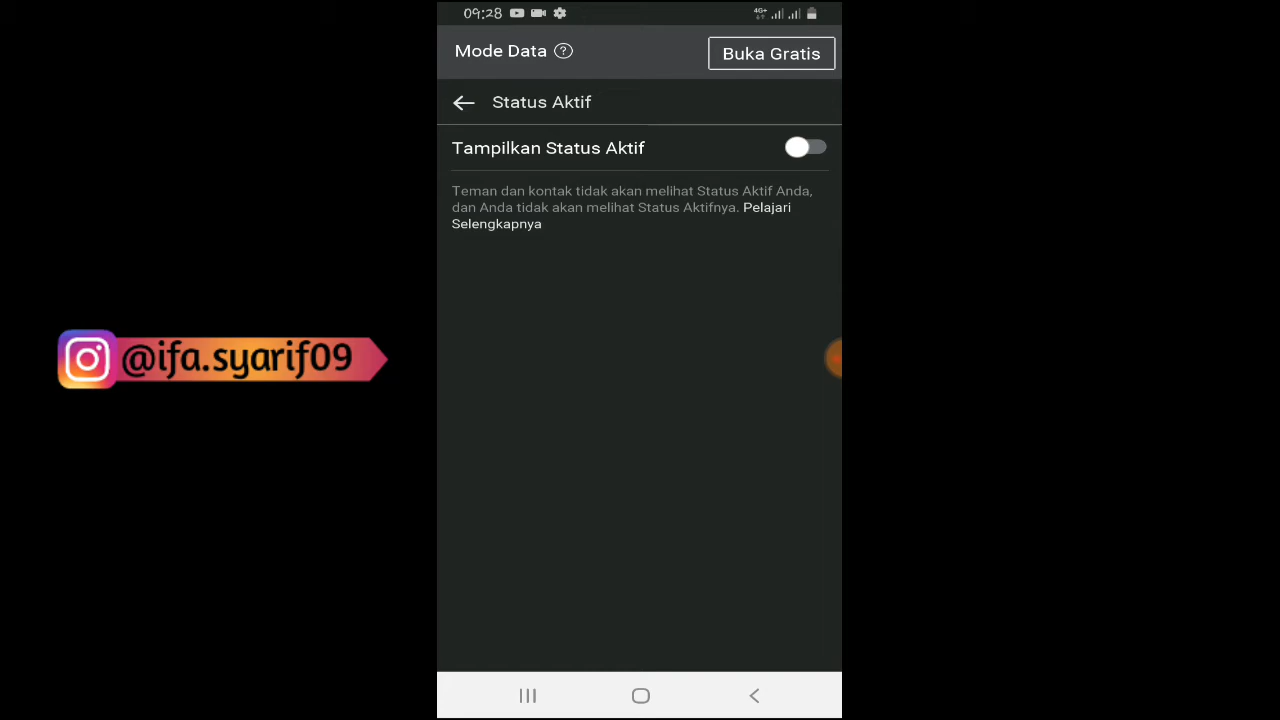 09:28
4G+
Mode Data
Buka Gratis
Status Aktif
Tampilkan Status Aktif
Teman dan kontak tidak akan melihat Status Aktif Anda,
dan Anda tidak akan melihat Status Aktifnya. Pelajari
Selengkapnya
@ifa.syarif09